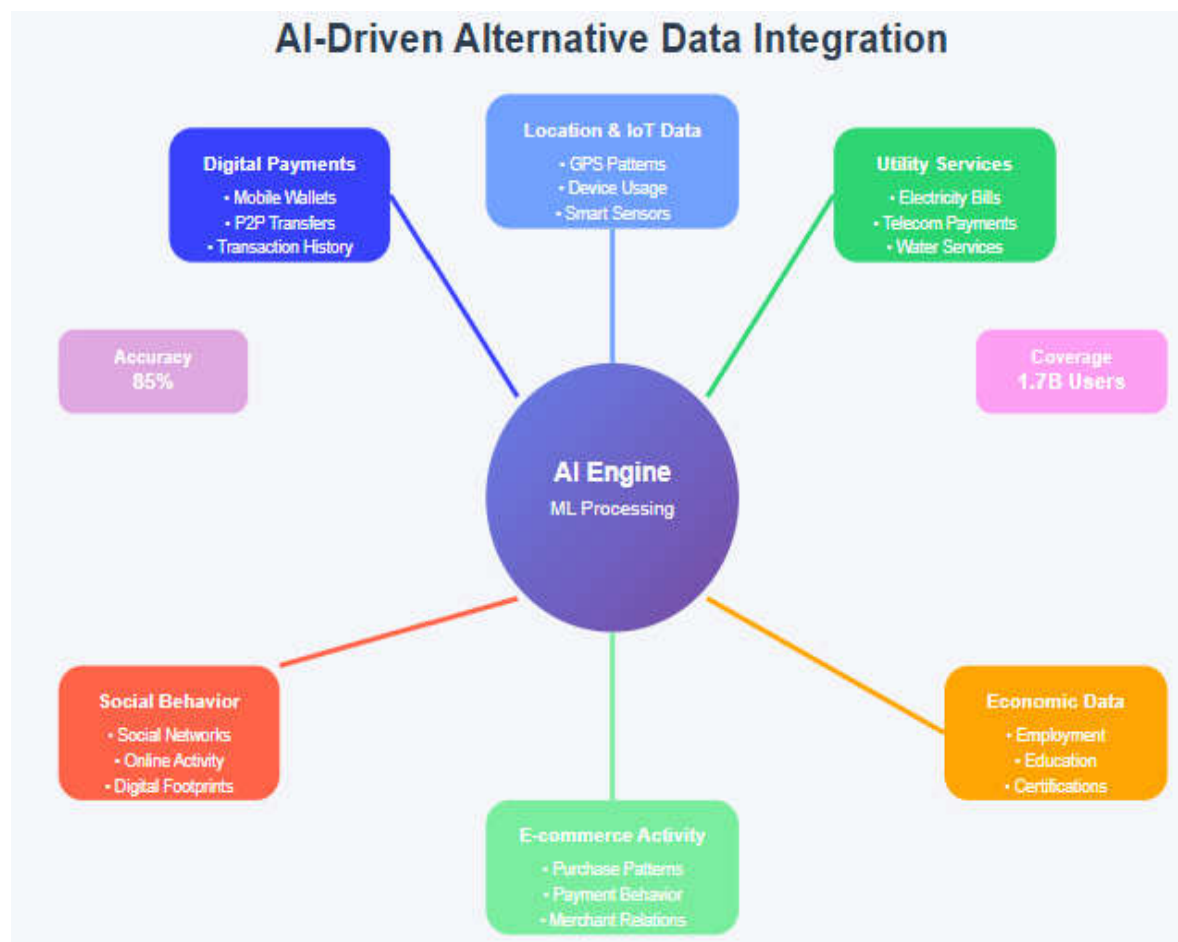 AI-Driven Alternative Data Integration
Location & IoT Data
• GPS Patterns
• Device Usage
• Smart Sensors
Digital Payments
• Mobile Wallets
• P2P Transfers
• Transaction History
Utility Services
• Electricity Bills
• Telecom Payments
• Water Services
Accuracy
85%
Coverage
1.7B Users
AI Engine
ML Processing
Social Behavior
• Social Networks
• Online Activity
• Digital Footprints
Economic Data
• Employment
• Education
• Certifications
E-commerce Activity
• Purchase Patterns
• Payment Behavior
• Merchant Relations